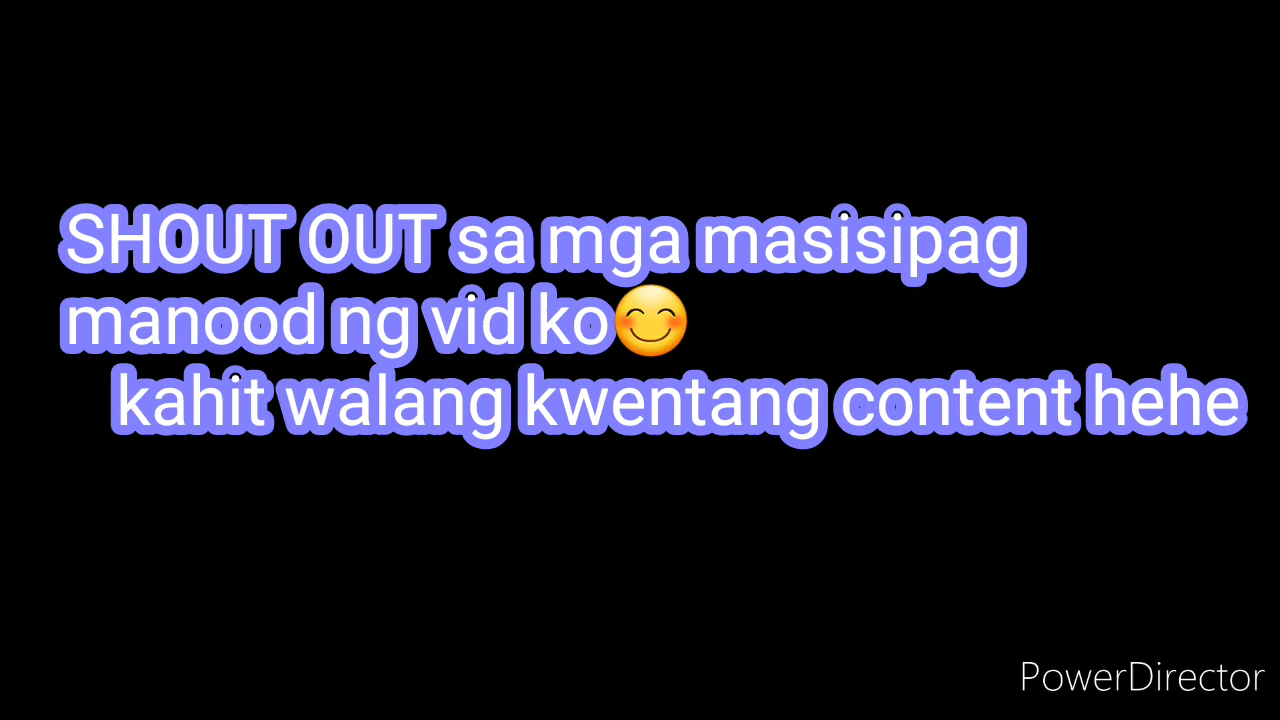 SHOUT OUT sa mga masisipag
manood ng vid ko😊
kahit walang kwentang content hehe
PowerDirector